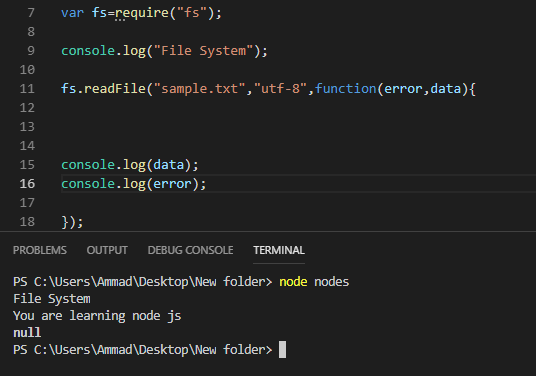 7 var fs=require("fs");
8
9 console.log("File System");
10
11 fs.readFile("sample.txt","utf-8",function(error,data){
12
13
14
15 console.log(data);
16 console.log(error);
17
18 });
PROBLEMS OUTPUT DEBUG CONSOLE TERMINAL
PS C:\Users\Ammad\Desktop\New folder> node nodes
File System
You are learning node js
null
PS C:\Users\Ammad\Desktop\New folder>